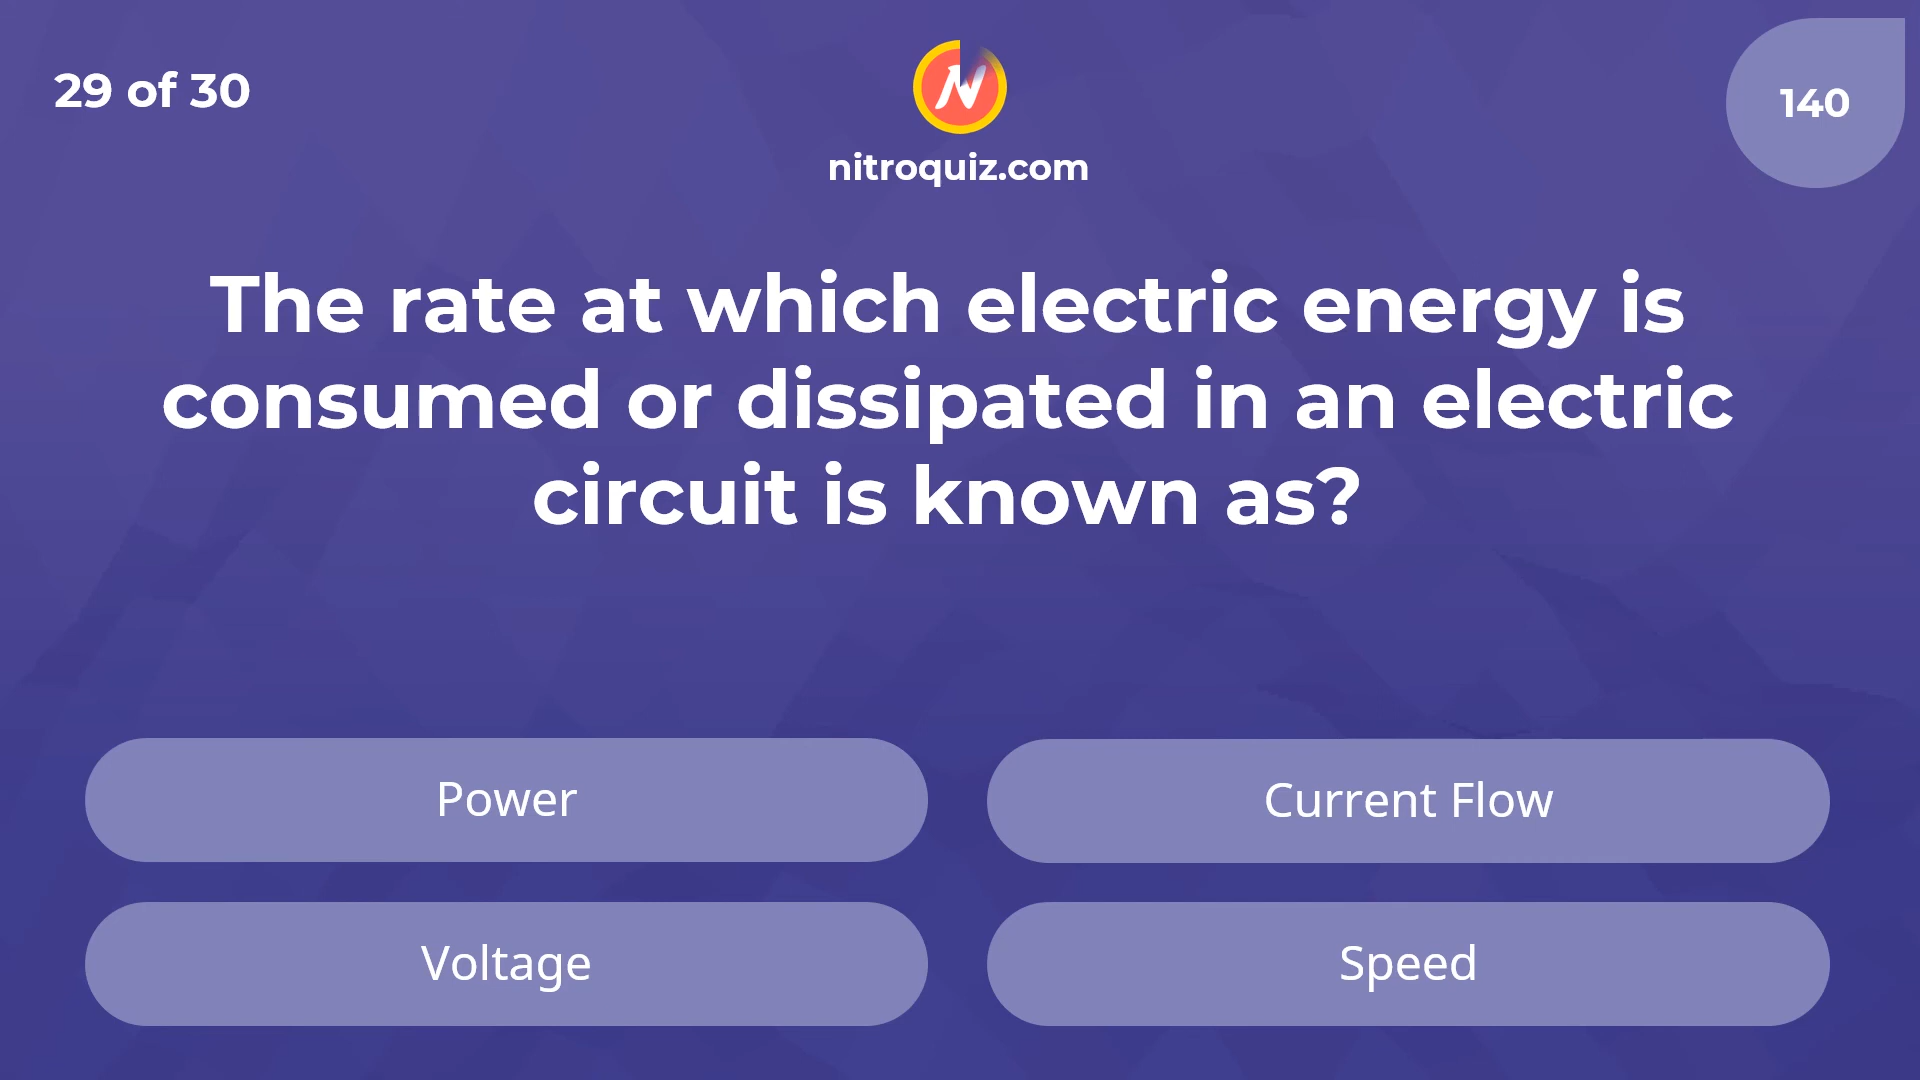 29 of 30
N
nitroquiz.com
140
The rate at which electric energy is
consumed or dissipated in an electric
circuit is known as?
Power
Current Flow
Voltage
Speed